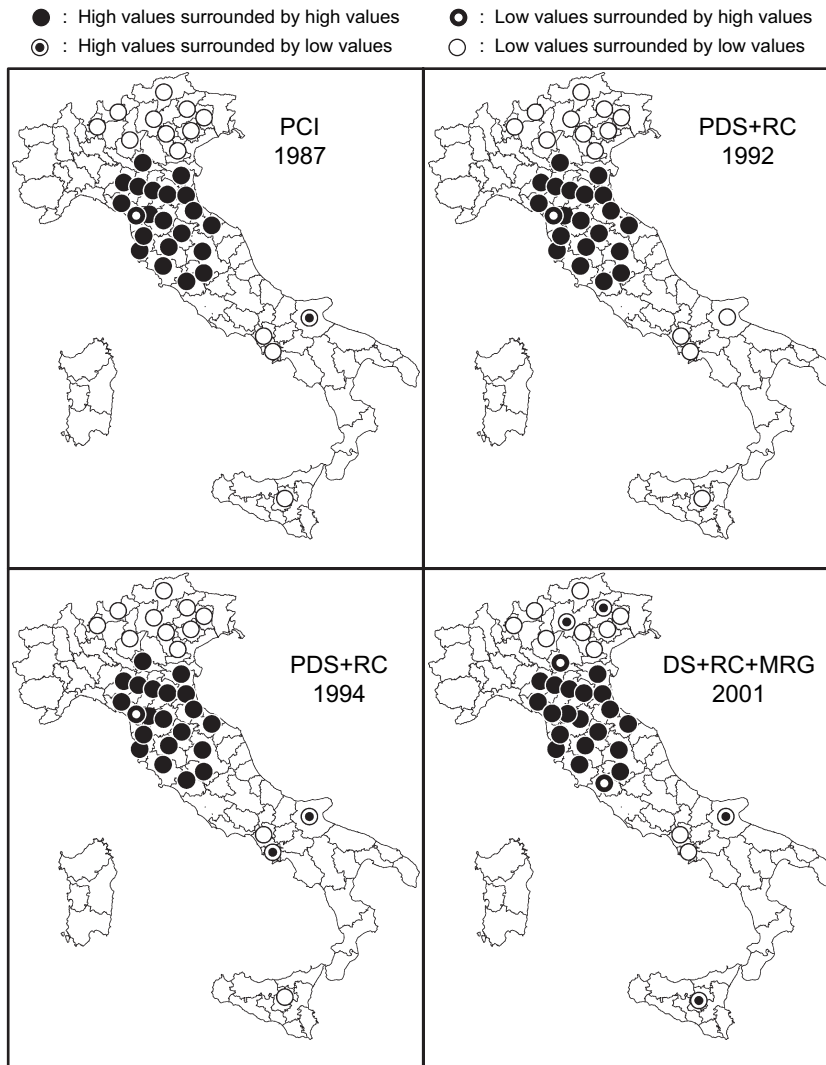 : High values surrounded by high values
: Low values surrounded by high values
: High values surrounded by low values
: Low values surrounded by low values
PCI
1987
PDS+RC
1992
PDS+RC
1994
DS+RC+MRG
2001